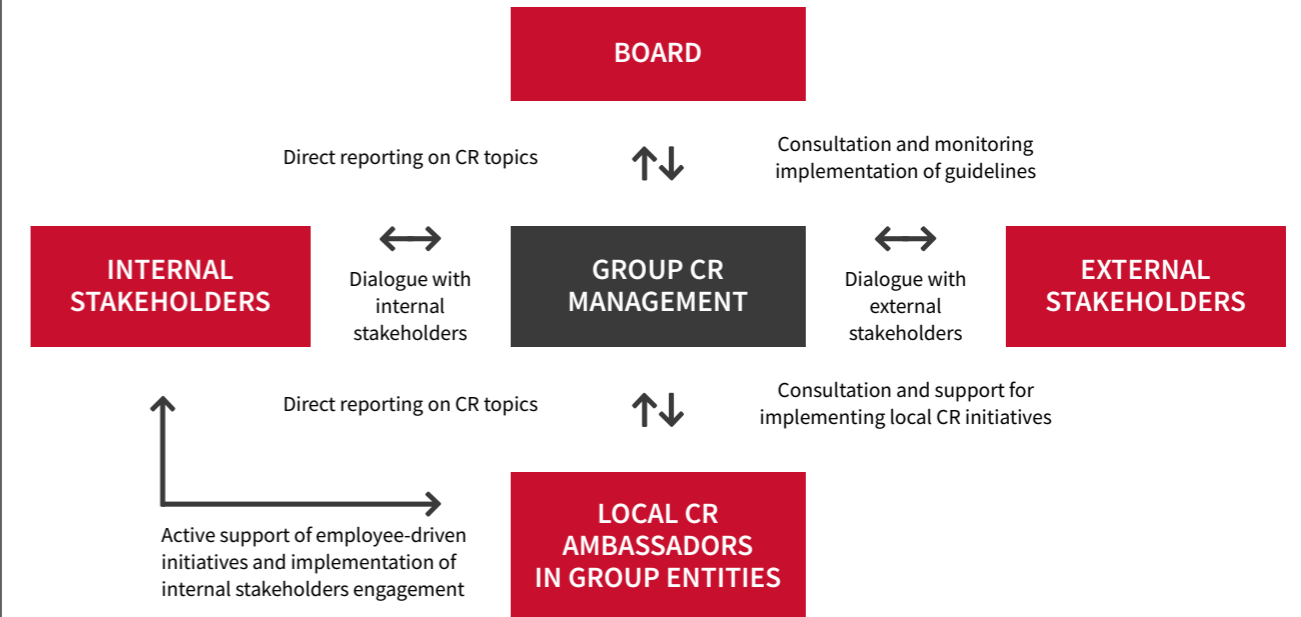 BOARD
Direct reporting on CR topics
Consultation and monitoring
implementation of guidelines
INTERNAL
STAKEHOLDERS
Dialogue with
internal
stakeholders
GROUP CR
MANAGEMENT
Dialogue with
external
stakeholders
EXTERNAL
STAKEHOLDERS
Direct reporting on CR topics
Consultation and support for
implementing local CR initiatives
Active support of employee-driven
initiatives and implementation of
internal stakeholders engagement
LOCAL CR
AMBASSADORS
IN GROUP ENTITIES